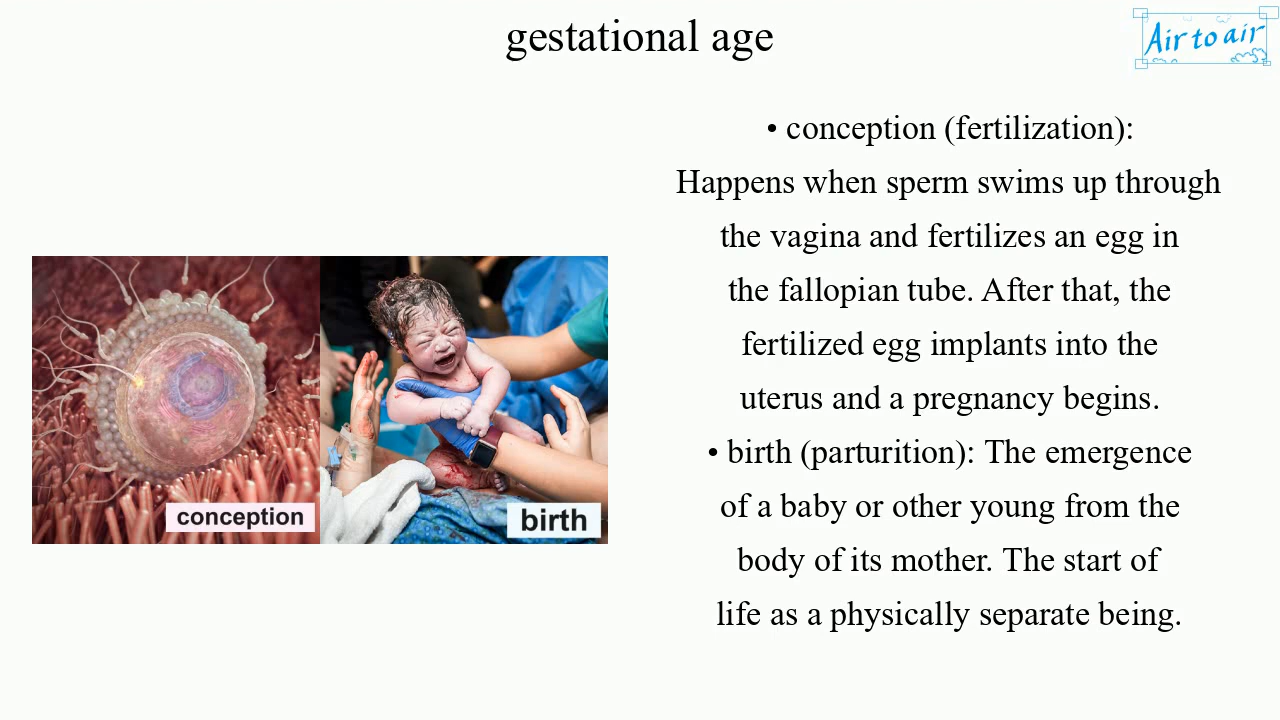 gestational age
Air to air
• conception (fertilization):
Happens when sperm swims up through
the vagina and fertilizes an egg in
the fallopian tube. After that, the
fertilized egg implants into the
uterus and a pregnancy begins.
• birth (parturition): The emergence
of a baby or other young from the
body of its mother. The start of
life as a physically separate being.
conception
birth